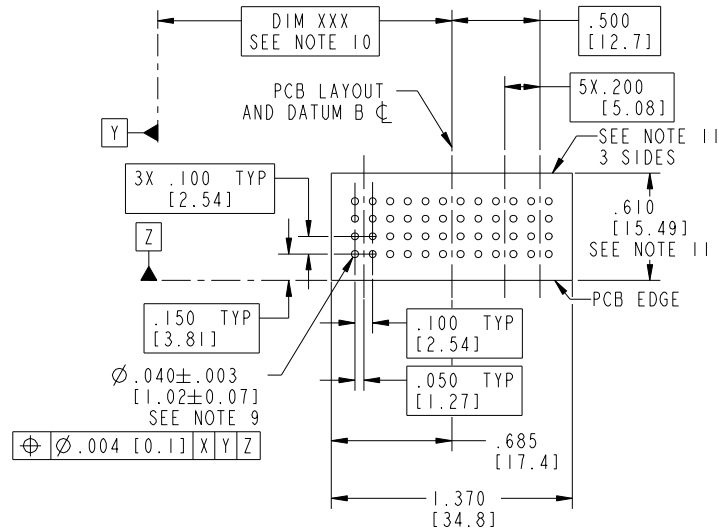 DIM XXX
SEE NOTE 10
.500
[12.7]
PCB LAYOUT
AND DATUM B ℄
5X.200
[5.08]
Y
SEE NOTE 11
3 SIDES
3X .100 TYP
[2.54]
.610
[15.49]
SEE NOTE 11
Z
PCB EDGE
.150 TYP
[3.81]
.100 TYP
[2.54]
Ø.040±.003
[1.02±0.07]
SEE NOTE 9
.050 TYP
[1.27]
⌖ Ø.004 [0.1] X Y Z
.685
[17.4]
1.370
[34.8]